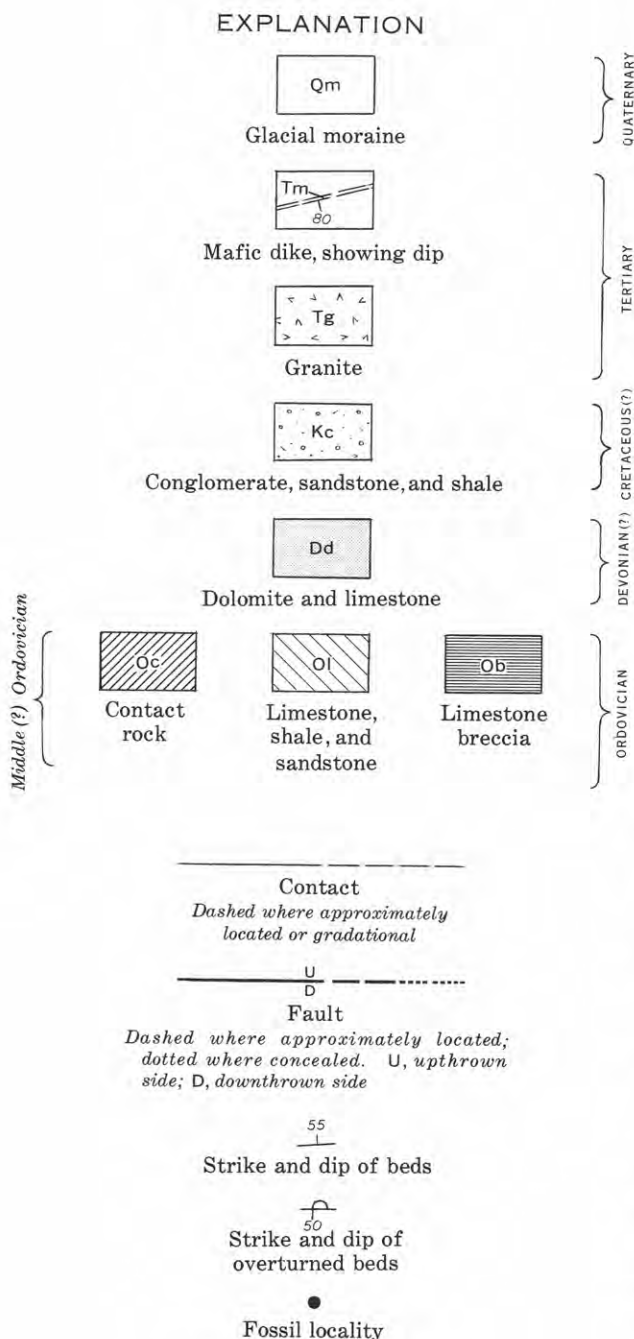 EXPLANATION
Qm
Glacial moraine
QUATERNARY
Tm
80
Mafic dike, showing dip
Tg
Granite
TERTIARY
Kc
Conglomerate, sandstone, and shale
CRETACEOUS(?)
Dd
Dolomite and limestone
DEVONIAN(?)
Middle(?) Ordovician
Oc
Contact
rock
Ol
Limestone,
shale, and
sandstone
Ob
Limestone
breccia
ORDOVICIAN
Contact
Dashed where approximately
located or gradational
U
D
Fault
Dashed where approximately located;
dotted where concealed. U, upthrown
side; D, downthrown side
55
Strike and dip of beds
50
Strike and dip of
overturned beds
Fossil locality